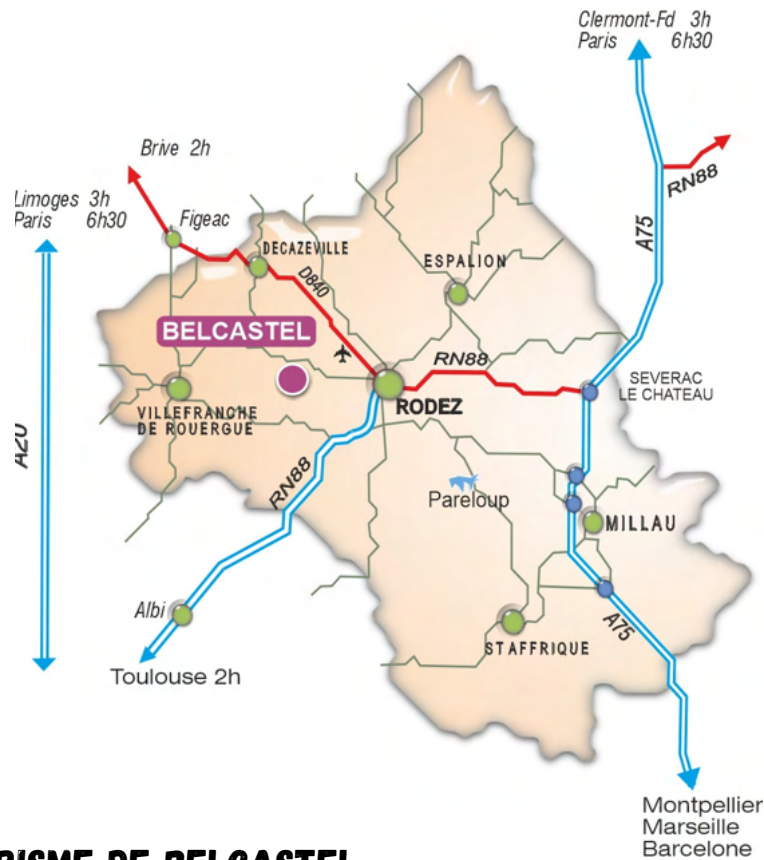 Clermont-Fd 3h
Paris 6h30
Brive 2h
RN88
Limoges 3h
Paris 6h30
Figeac
A75
DECAZEVILLE
ESPALION
D840
BELCASTEL
RN88
SEVERAC
LE CHATEAU
RODEZ
VILLEFRANCHE
DE ROUERGUE
A20
RN88
Pareloup
MILLAU
Albi
A75
ST AFFRIQUE
Toulouse 2h
Montpellier
Marseille
Barcelone
DE BELCASTEL